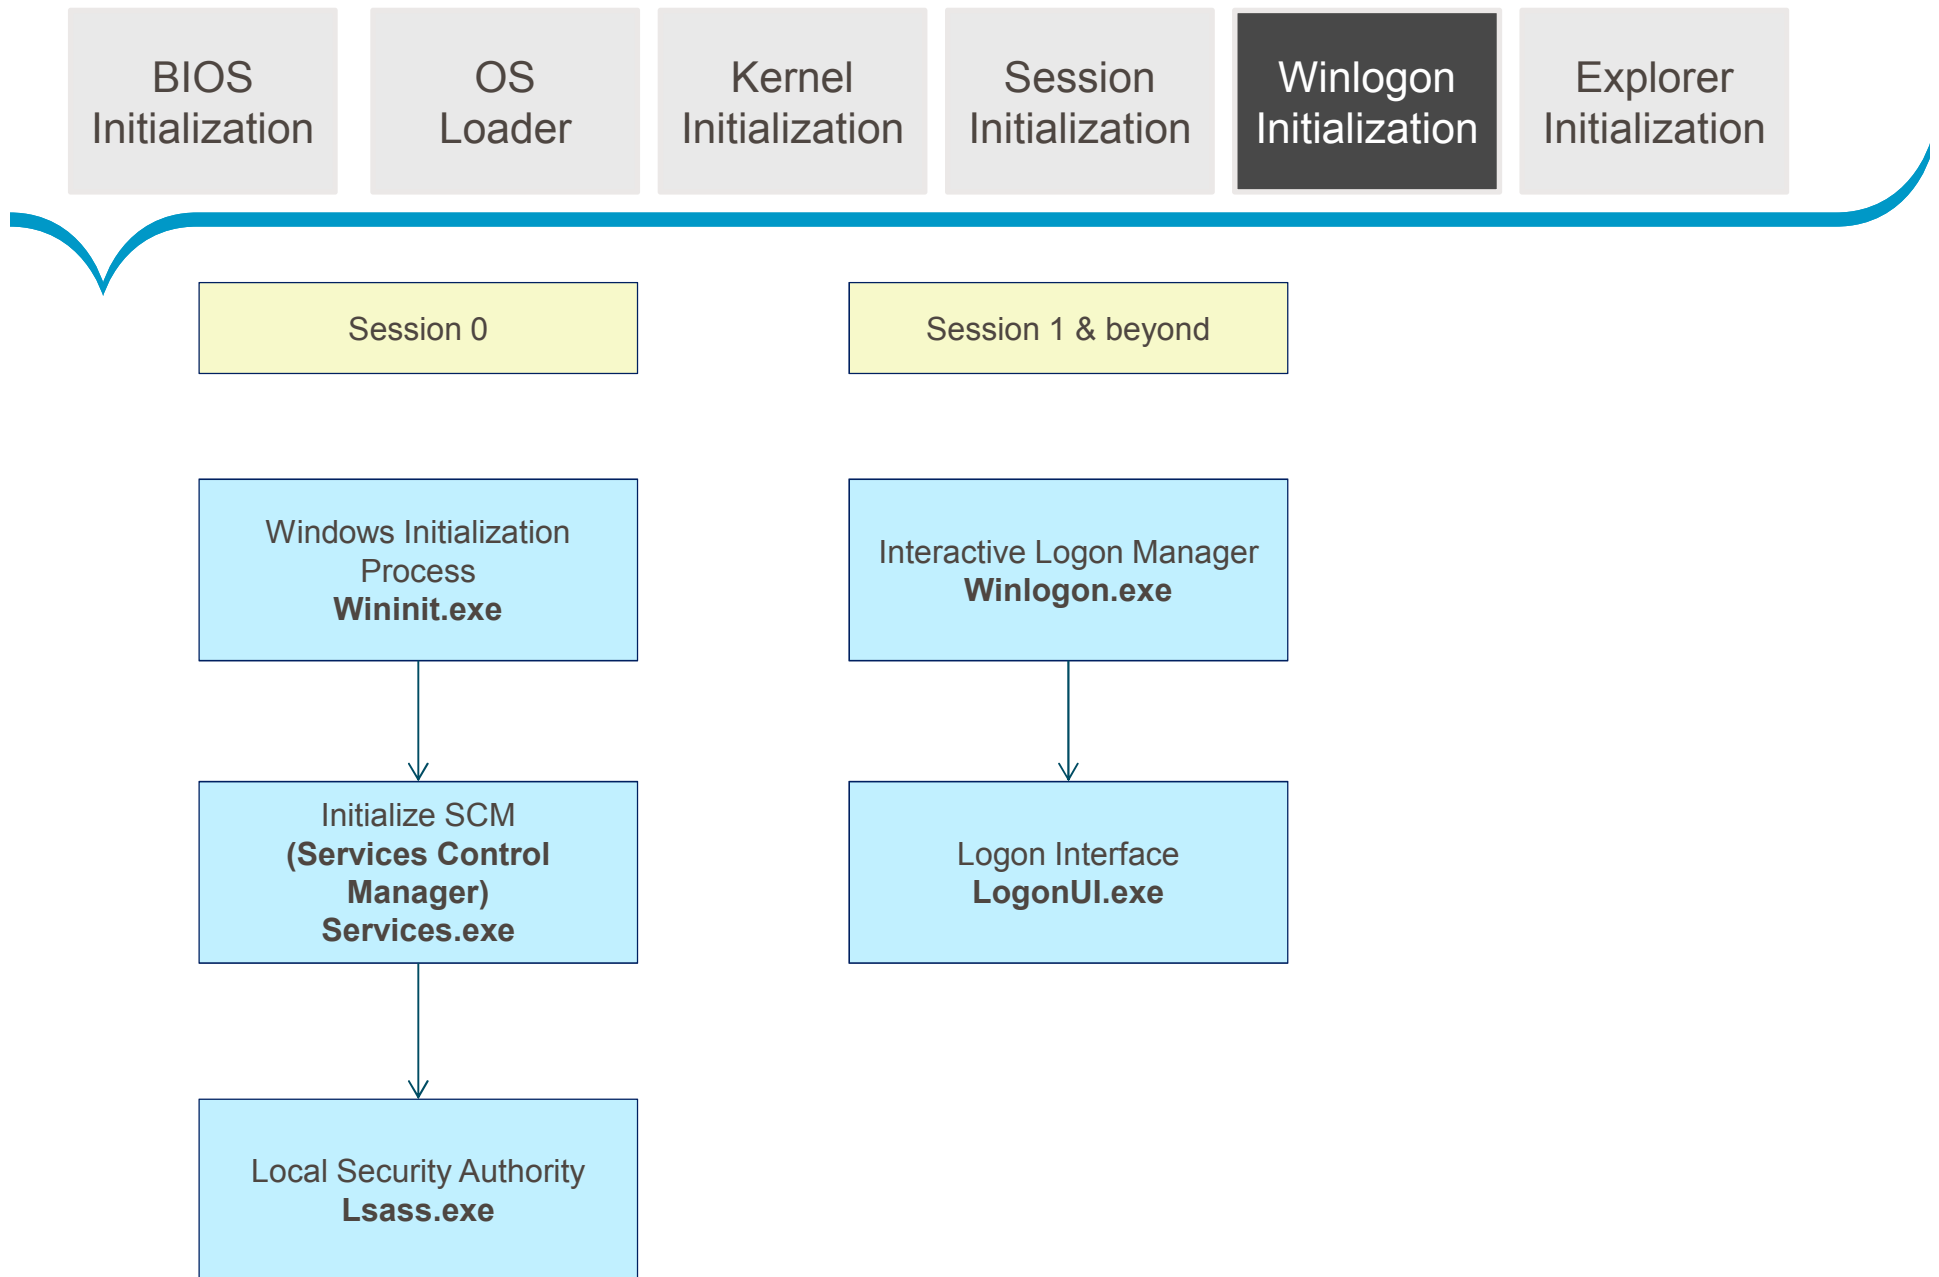 BIOS
Initialization
OS
Loader
Kernel
Initialization
Session
Initialization
Winlogon
Initialization
Explorer
Initialization
Session 0
Session 1 & beyond
Windows Initialization
Process
Wininit.exe
Interactive Logon Manager
Winlogon.exe
Initialize SCM
(Services Control
Manager)
Services.exe
Logon Interface
LogonUI.exe
Local Security Authority
Lsass.exe